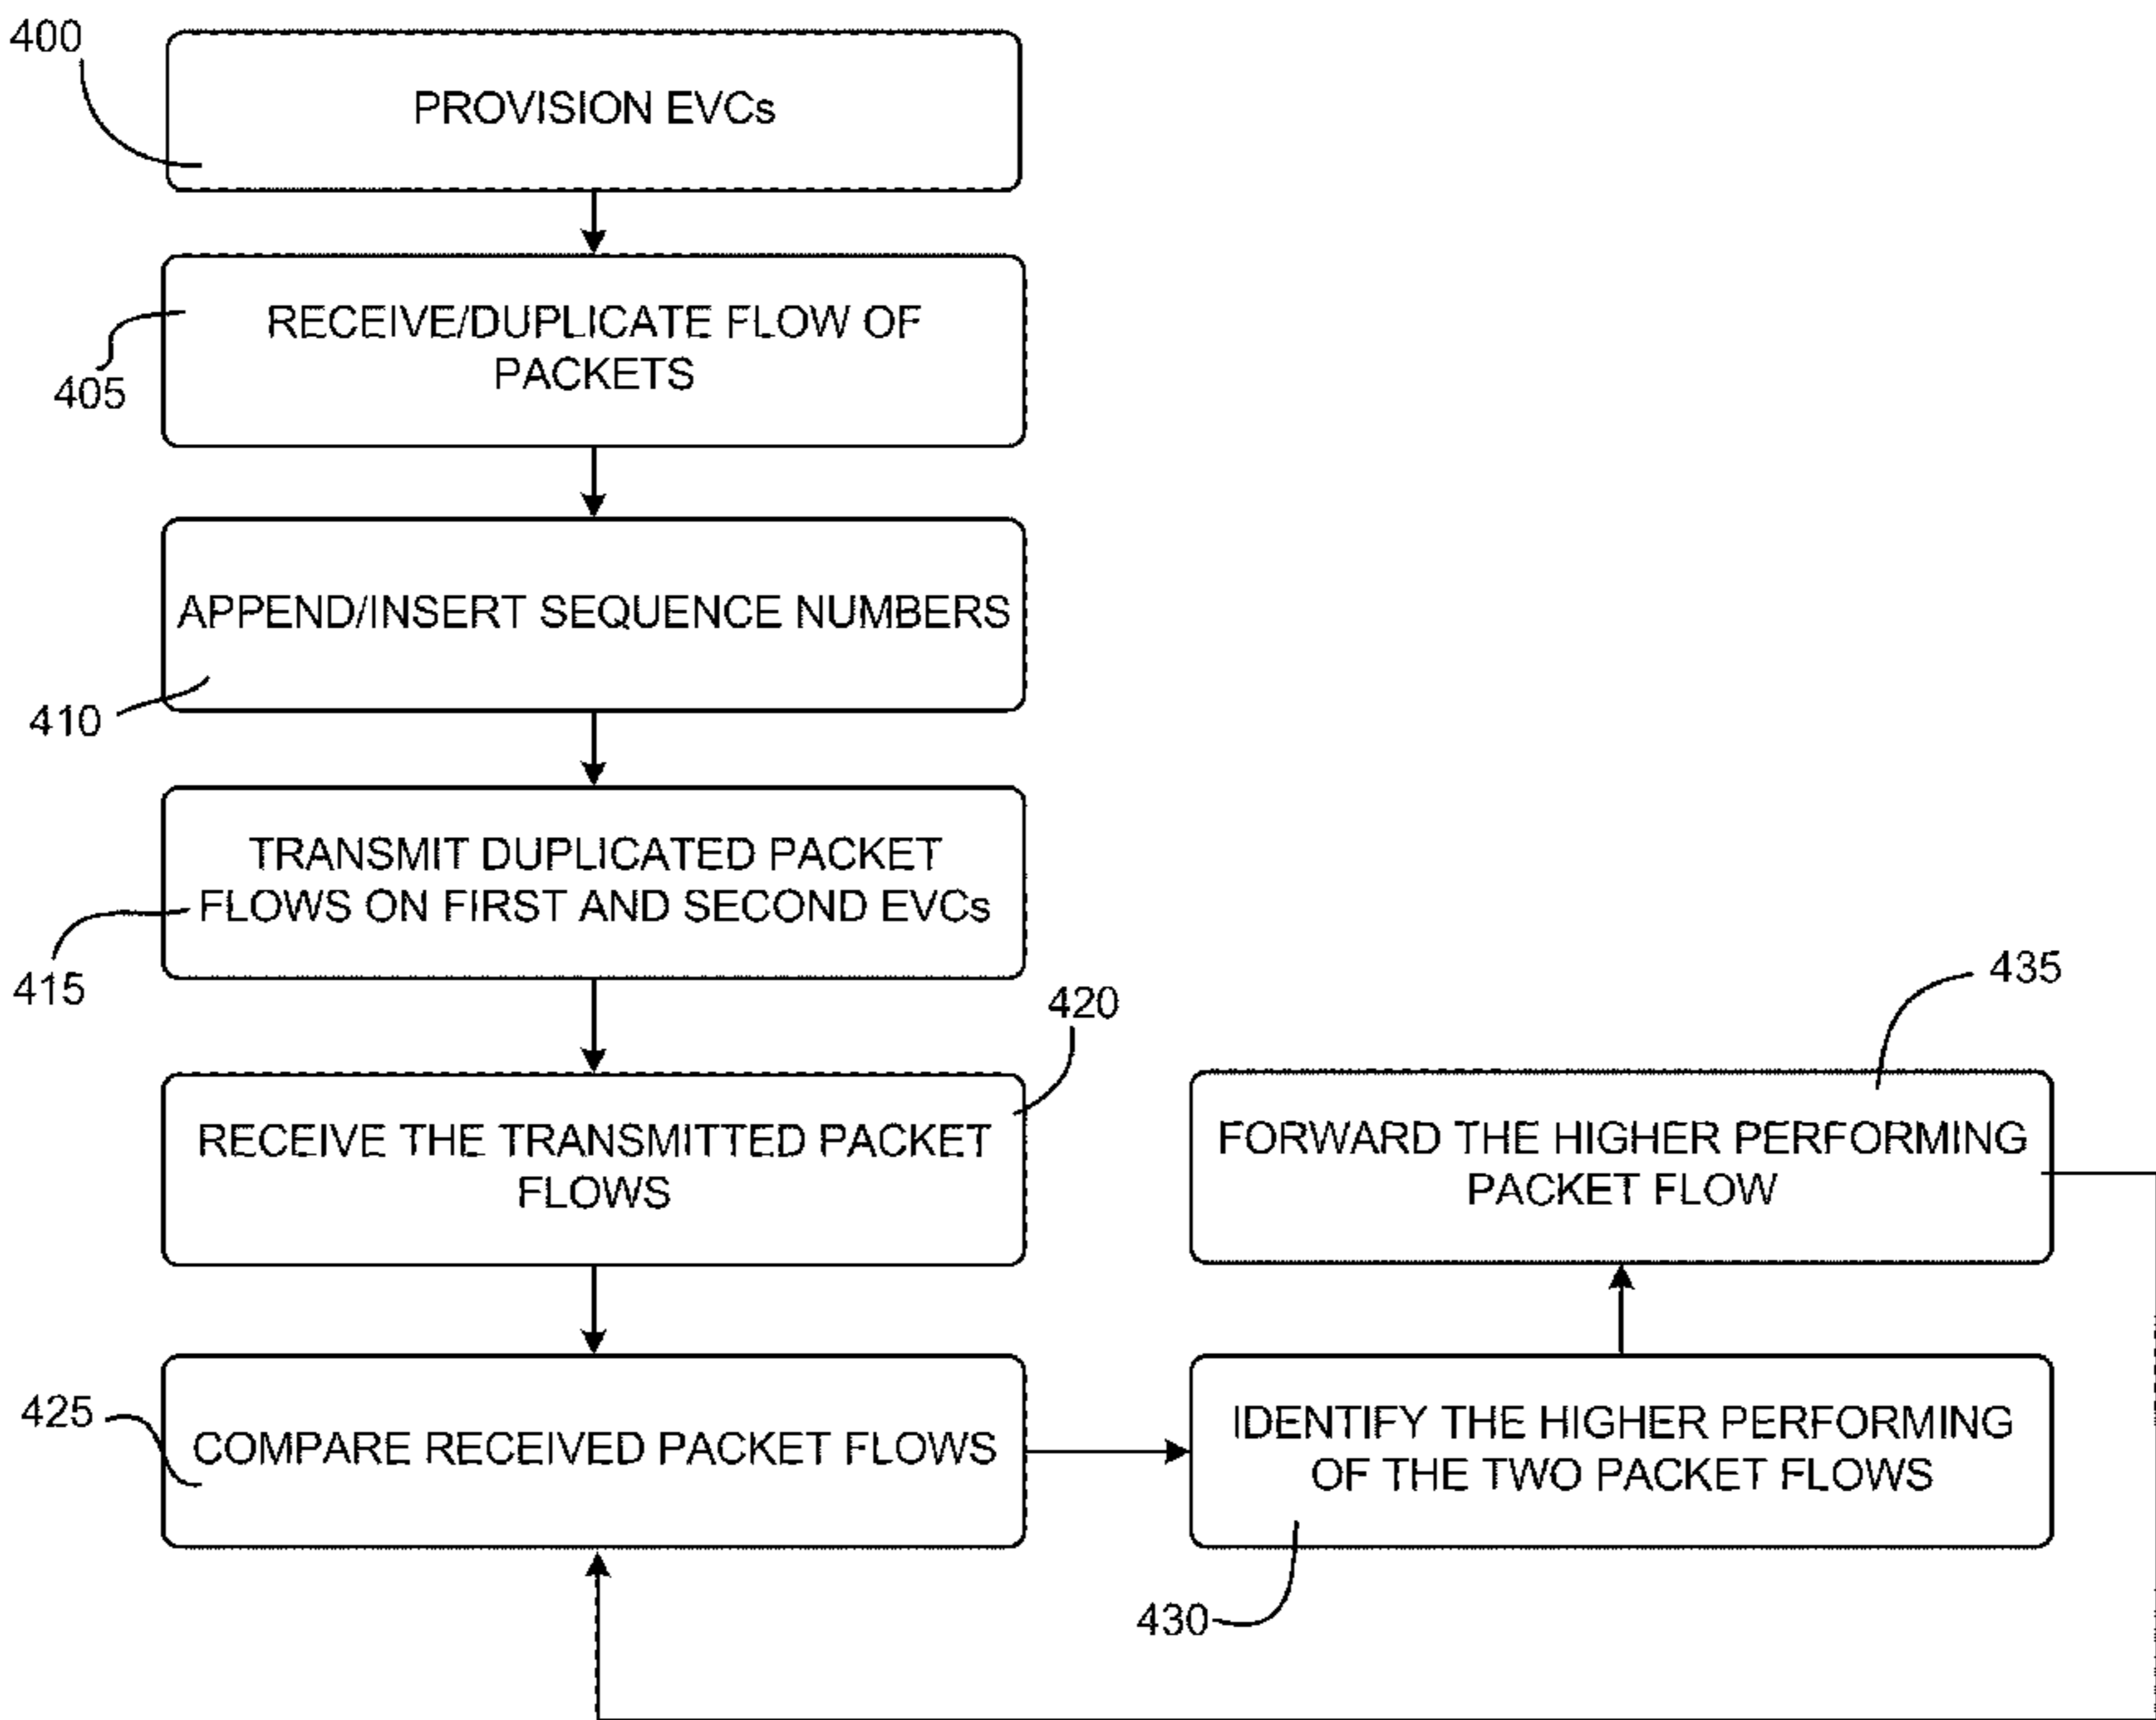 400
PROVISION EVCs
RECEIVE/DUPLICATE FLOW OF
PACKETS
405
APPEND/INSERT SEQUENCE NUMBERS
410
TRANSMIT DUPLICATED PACKET
FLOWS ON FIRST AND SECOND EVCs
415
420
RECEIVE THE TRANSMITTED PACKET
FLOWS
425
COMPARE RECEIVED PACKET FLOWS
IDENTIFY THE HIGHER PERFORMING
OF THE TWO PACKET FLOWS
430
435
FORWARD THE HIGHER PERFORMING
PACKET FLOW